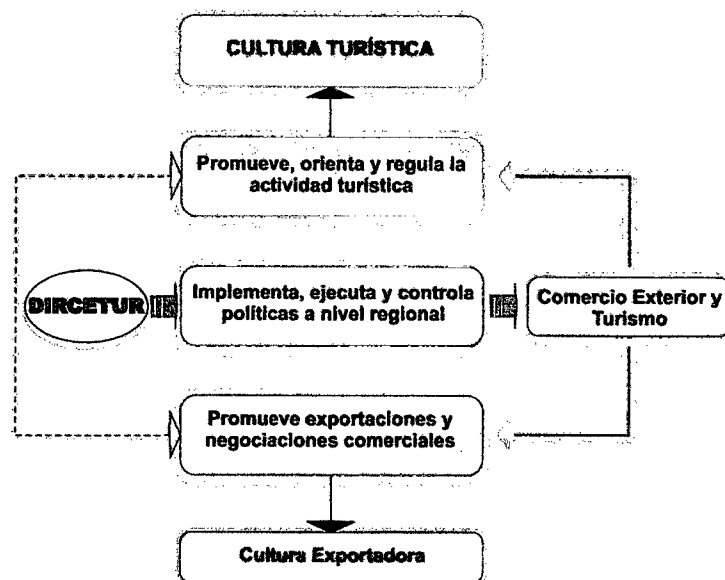 CULTURA TURÍSTICA
Promueve, orienta y regula la
actividad turística
DIRCETUR
Implementa, ejecuta y controla
políticas a nivel regional
Comercio Exterior y
Turismo
Promueve exportaciones y
negociaciones comerciales
Cultura Exportadora